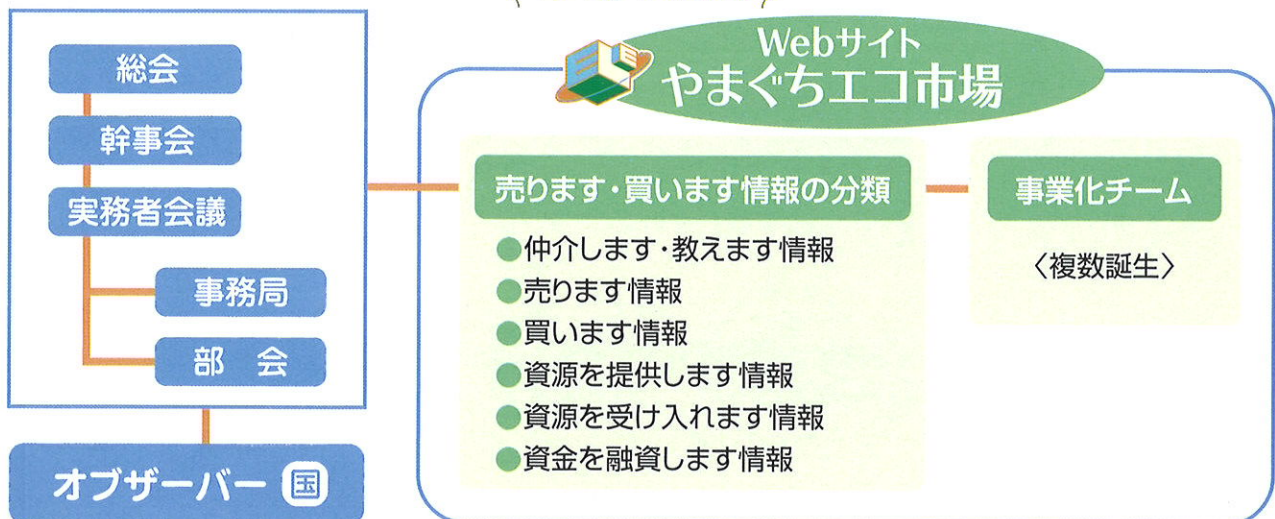 総会
幹事会
実務者会議
事務局
部 会
オブザーバー 国
Webサイト
やまぐちエコ市場
売ります・買います情報の分類
●仲介します・教えます情報
●売ります情報
●買います情報
●資源を提供します情報
●資源を受け入れます情報
●資金を融資します情報
事業化チーム
〈複数誕生〉